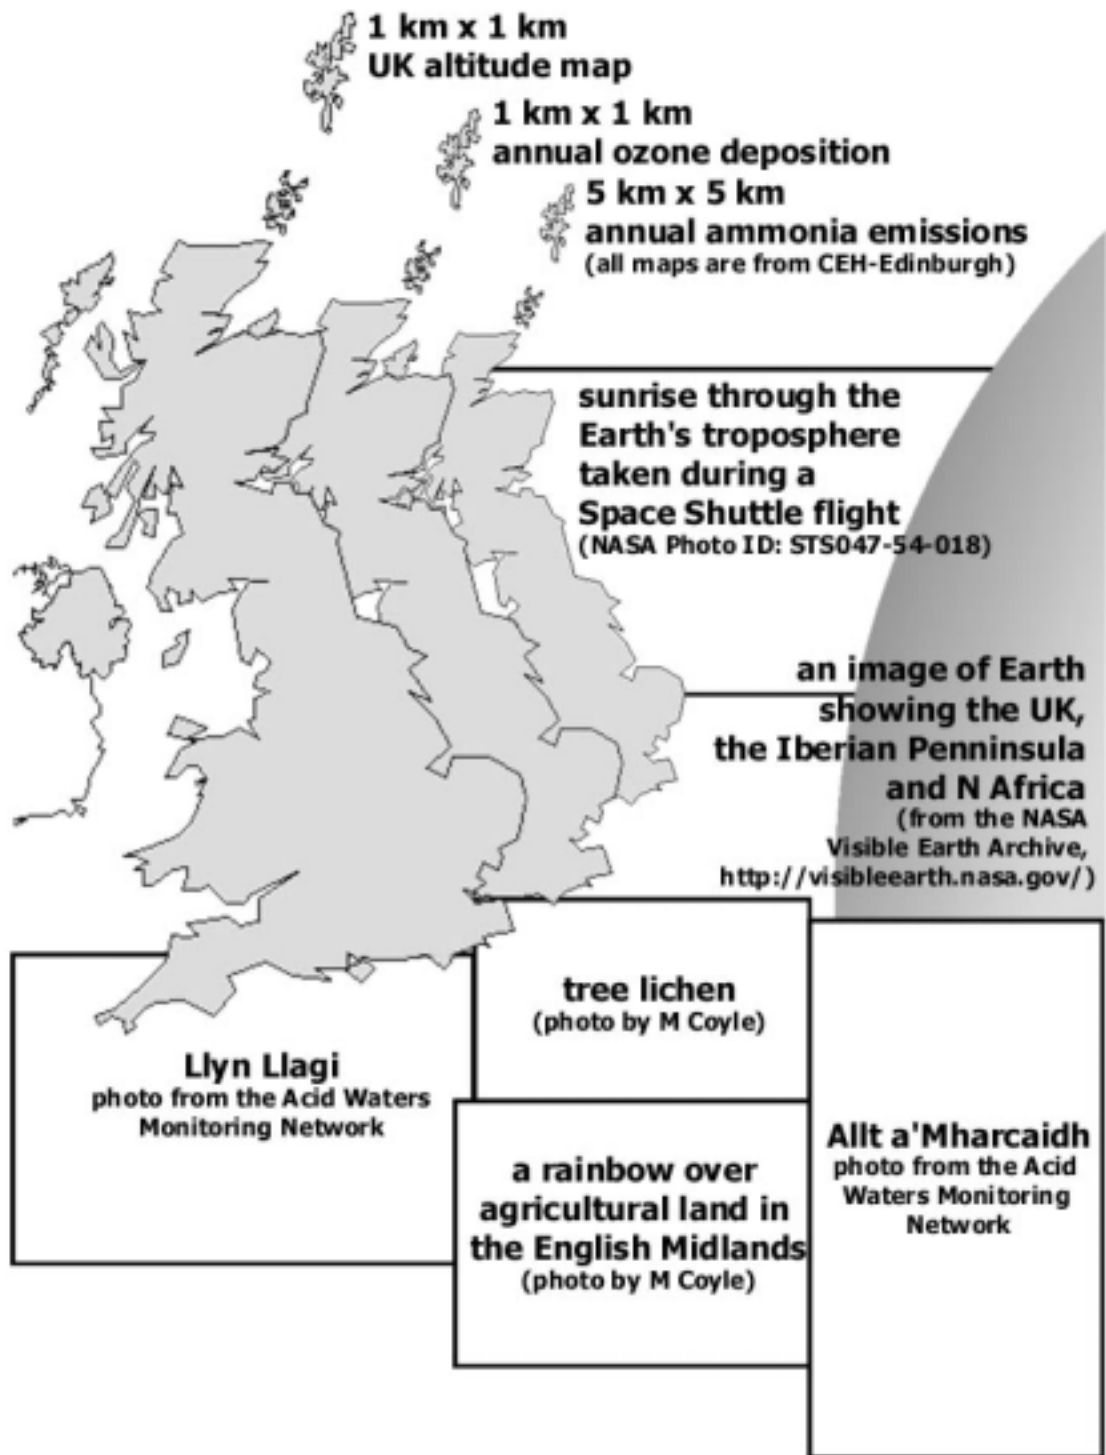 1 km x 1 km
UK altitude map
1 km x 1 km
annual ozone deposition
5 km x 5 km
annual ammonia emissions
(all maps are from CEH-Edinburgh)
sunrise through the
Earth's troposphere
taken during a
Space Shuttle flight
(NASA Photo ID: STS047-54-018)
an image of Earth
showing the UK,
the Iberian Penninsula
and N Africa
(from the NASA
Visible Earth Archive,
http://visibleearth.nasa.gov/)
tree lichen
(photo by M Coyle)
Llyn Llagi
photo from the Acid Waters
Monitoring Network
a rainbow over
agricultural land in
the English Midlands
(photo by M Coyle)
Allt a'Mharcaidh
photo from the Acid
Waters Monitoring
Network